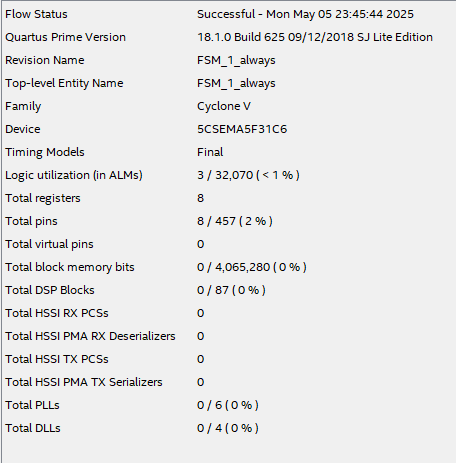 Flow Status Successful - Mon May 05 23:45:44 2025
Quartus Prime Version 18.1.0 Build 625 09/12/2018 SJ Lite Edition
Revision Name FSM_1_always
Top-level Entity Name FSM_1_always
Family Cyclone V
Device 5CSEMA5F31C6
Timing Models Final
Logic utilization (in ALMs) 3 / 32,070 ( < 1 % )
Total registers 8
Total pins 8 / 457 ( 2 % )
Total virtual pins 0
Total block memory bits 0 / 4,065,280 ( 0 % )
Total DSP Blocks 0 / 87 ( 0 % )
Total HSSI RX PCSs 0
Total HSSI PMA RX Deserializers 0
Total HSSI TX PCSs 0
Total HSSI PMA TX Serializers 0
Total PLLs 0 / 6 ( 0 % )
Total DLLs 0 / 4 ( 0 % )